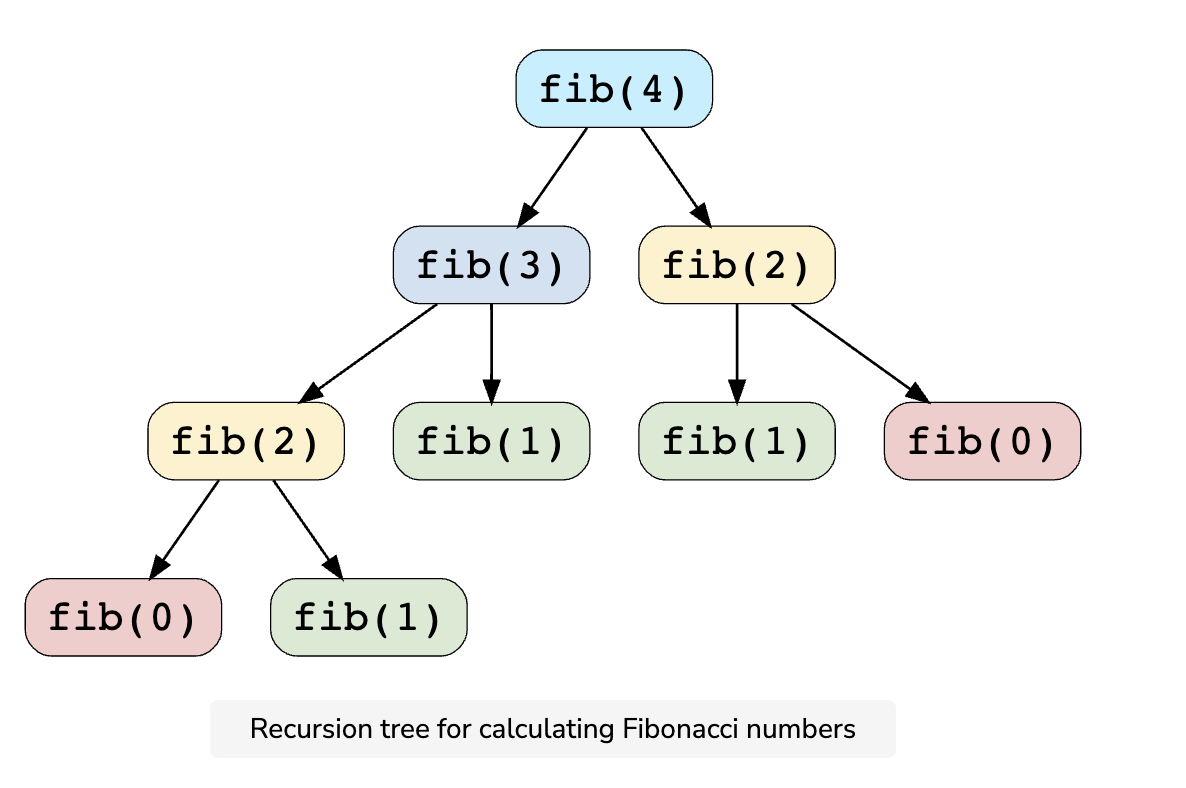 fib(4)
fib(3) fib(2)
fib(2) fib(1) fib(1) fib(0)
fib(0) fib(1)
Recursion tree for calculating Fibonacci numbers